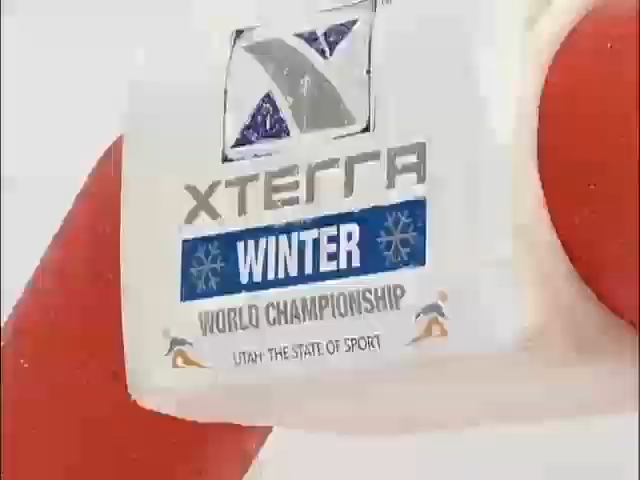 XTERRA
WINTER
WORLD CHAMPIONSHIP
UTAH: THE STATE OF SPORT